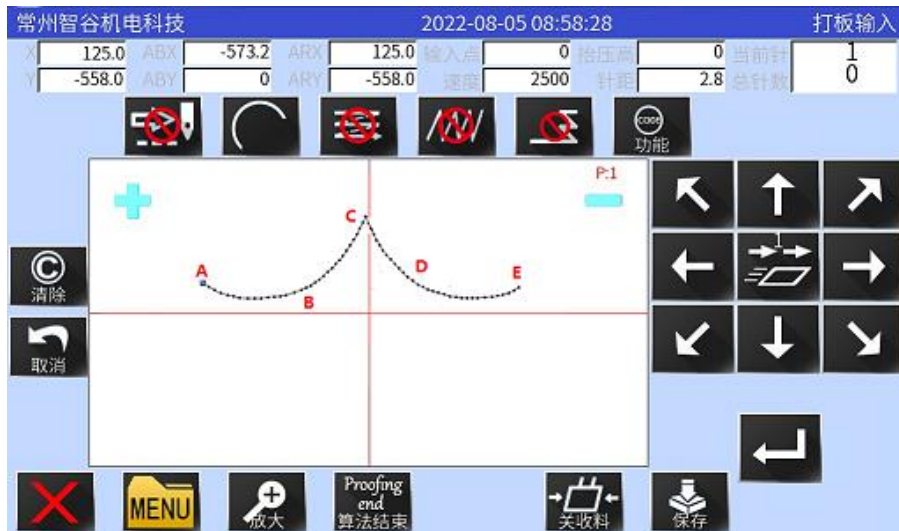 常州智谷机电科技 2022-08-05 08:58:28 打板输入
X 125.0 ABX -573.2 ARX 125.0 输入点 0 抬压高 0 当前针 1
Y -558.0 ABY 0 ARY -558.0 速度 2500 针距 2.8 总针数 0
CODE
功能
P:1
C
A
B
D
E
1
清除
取消
MENU
放大
Proofing
end
算法结束
关收料
保存